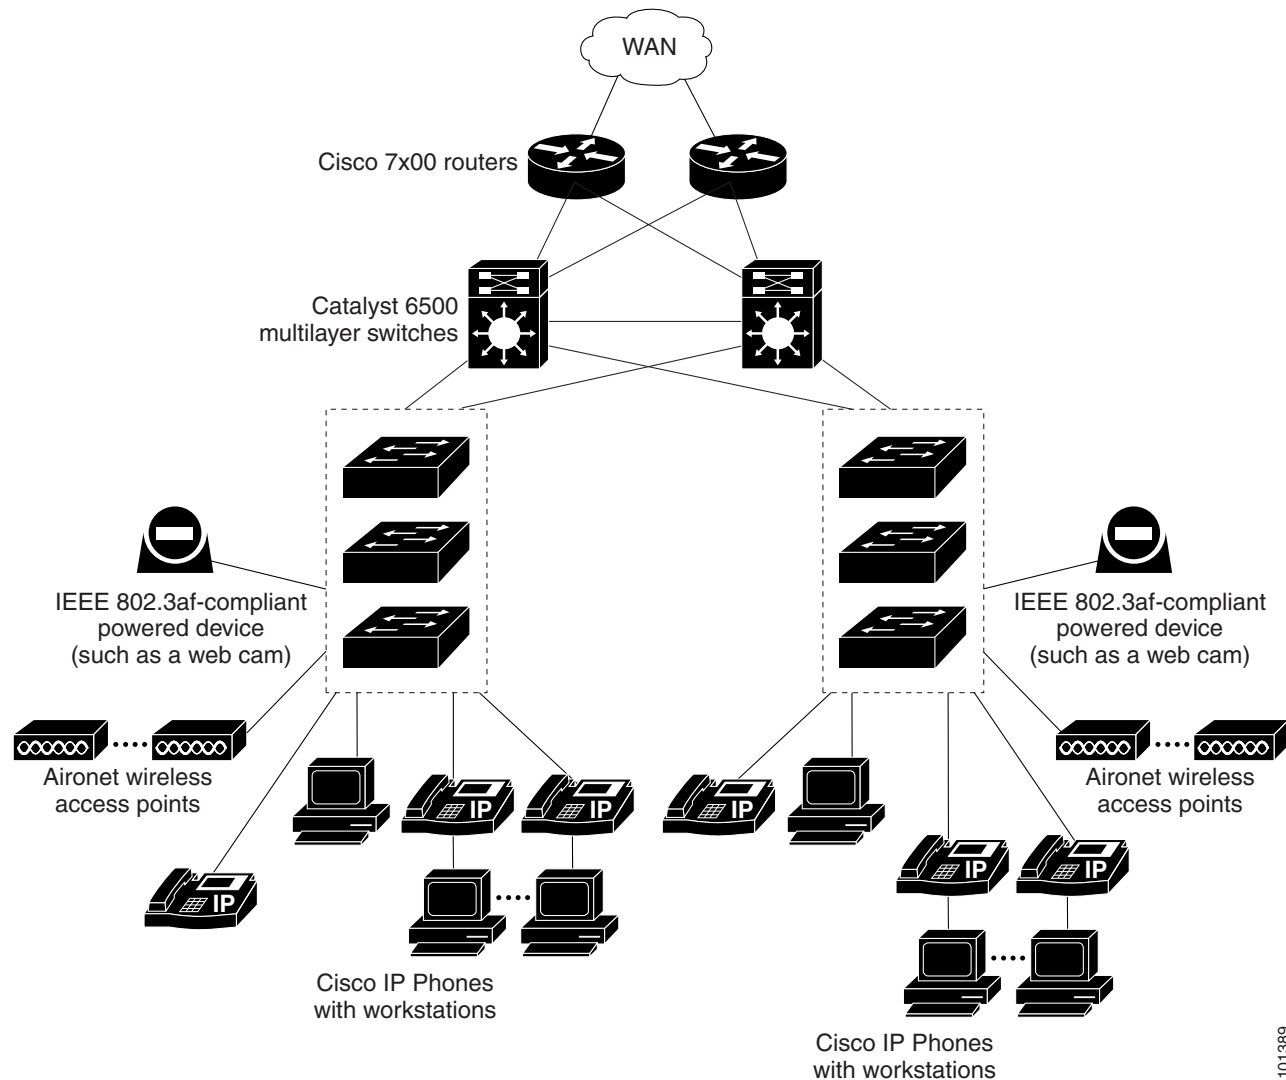 WAN
Cisco 7x00 routers
Catalyst 6500
multilayer switches
IEEE 802.3af-compliant
powered device
(such as a web cam)
IEEE 802.3af-compliant
powered device
(such as a web cam)
Aironet wireless
access points
Aironet wireless
access points
IP
IP
IP
IP
IP
IP
Cisco IP Phones
with workstations
Cisco IP Phones
with workstations
101389